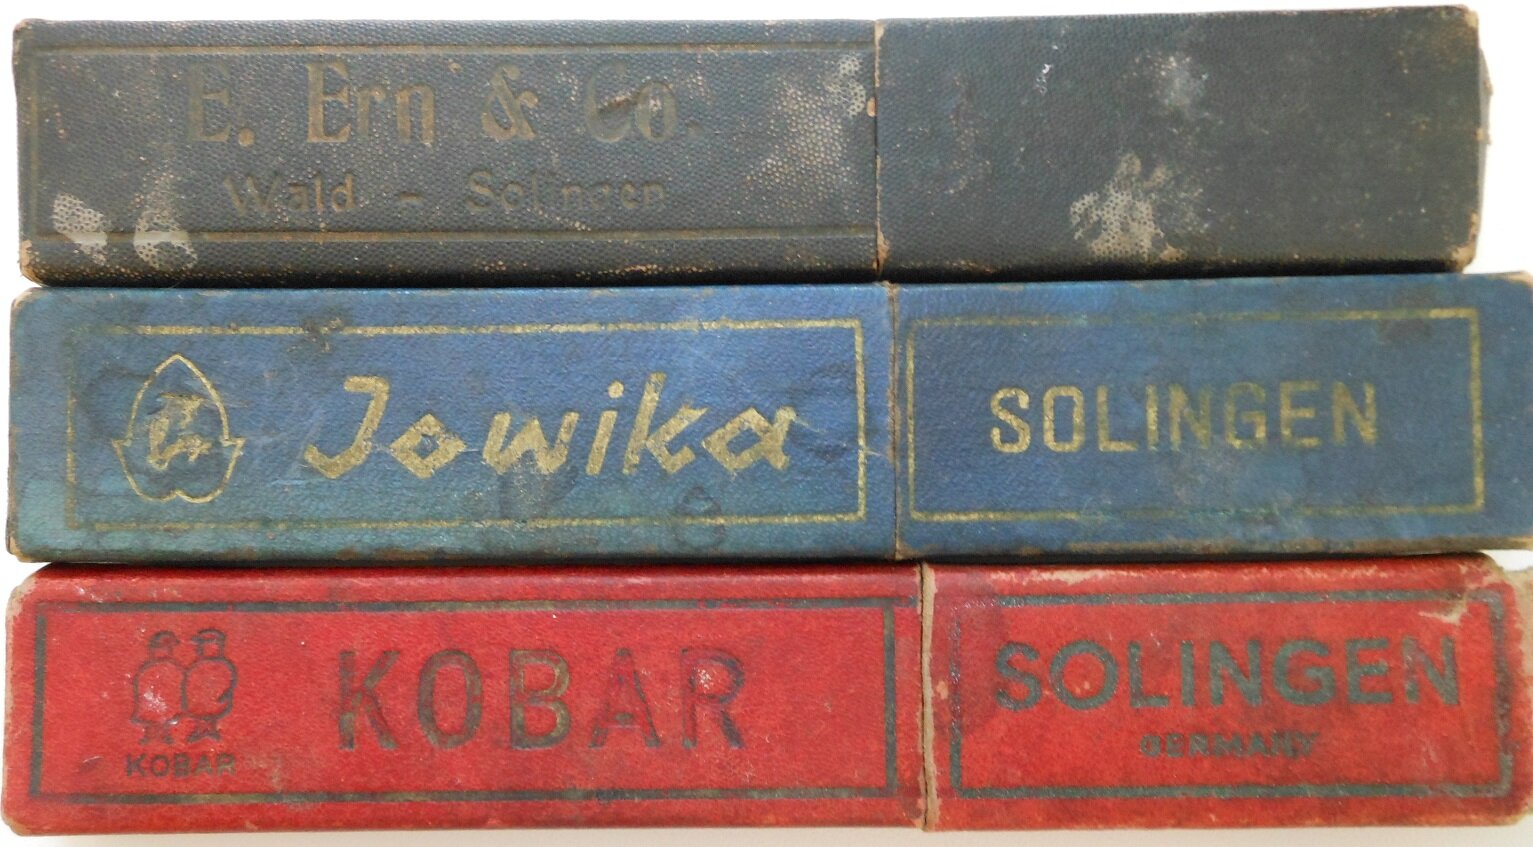 E. Ern & Co.
Wald - Solingen
Jowika
SOLINGEN
KOBAR
KOBAR
SOLINGEN
GERMANY